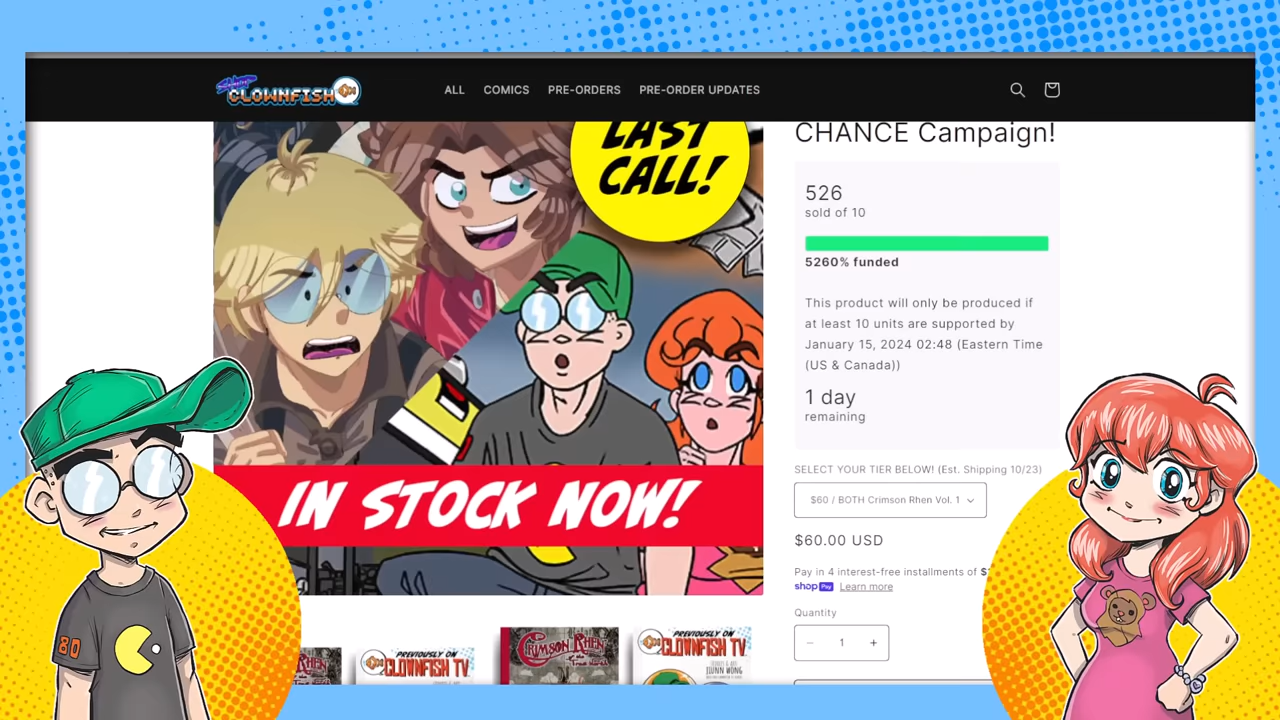 CLOWNFISH
ALL COMICS PRE-ORDERS PRE-ORDER UPDATES
LAST
CALL!
IN STOCK NOW!
CHANCE Campaign!
526
sold of 10
5260% funded
This product will only be produced if
at least 10 units are supported by
January 15, 2024 02:48 (Eastern Time
(US & Canada))
1 day
remaining
SELECT YOUR TIER BELOW! (Est. Shipping 10/23)
$60 / BOTH Crimson Rhen Vol. 1
$60.00 USD
Pay in 4 interest-free installments of
shop Pay Learn more
Quantity
− 1 +
PREVIOUSLY ON
CLOWNFISH TV
CRIMSON RHEN
PREVIOUSLY ON
CLOWNFISH TV
JIUNN WONG
80